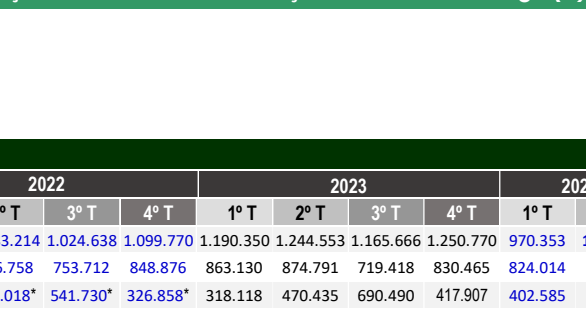 2022 2023
3º T 4º T 1º T 2º T 3º T 4º T 1º T
1.024.638 1.099.770 1.190.350 1.244.553 1.165.666 1.250.770 970.353
753.712 848.876 863.130 874.791 719.418 830.465 824.014
541.730* 326.858* 318.118 470.435 690.490 417.907 402.585